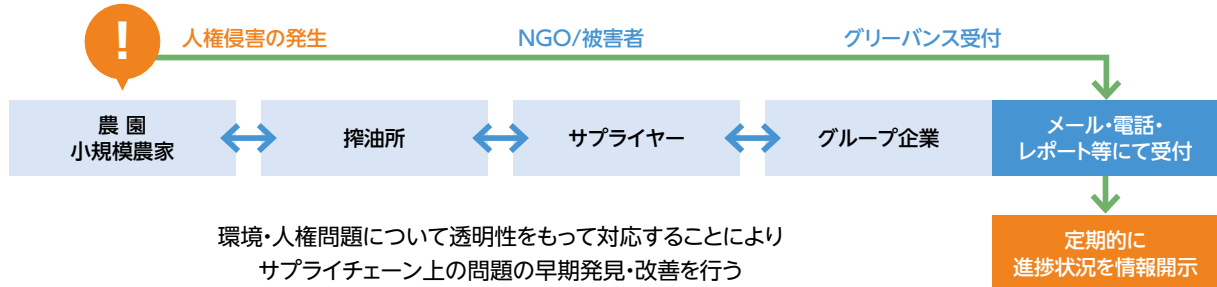 !
人権侵害の発生
NGO/被害者
グリーバンス受付
農 園
小規模農家
搾油所
サプライヤー
グループ企業
メール・電話・
レポート等にて受付
環境・人権問題について透明性をもって対応することにより
サプライチェーン上の問題の早期発見・改善を行う
定期的に
進捗状況を情報開示